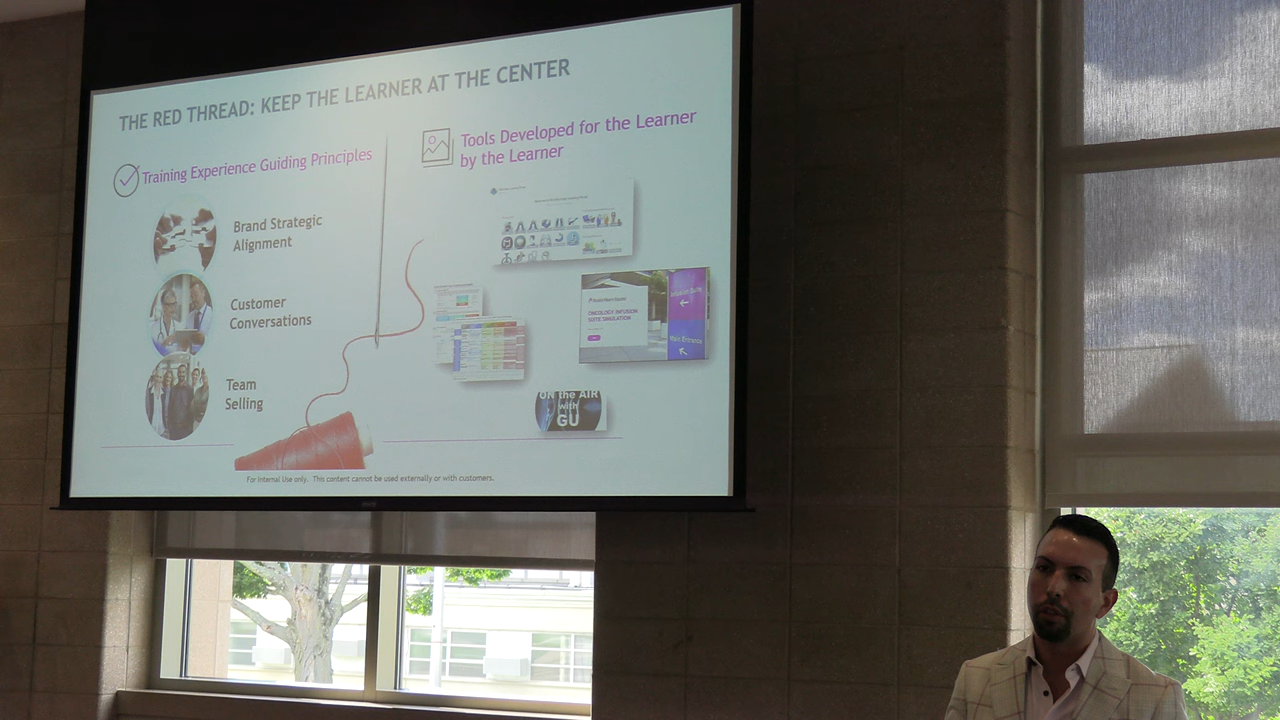 THE RED THREAD: KEEP THE LEARNER AT THE CENTER
Training Experience Guiding Principles
Brand Strategic
Alignment
Customer
Conversations
Team
Selling
Tools Developed for the Learner
by the Learner
ONCOLOGY INFUSION
SUITE SIMULATION
Infusion Suite
Main Entrance
ON the AIR
with
GU
For Internal Use only. This content cannot be used externally or with customers.